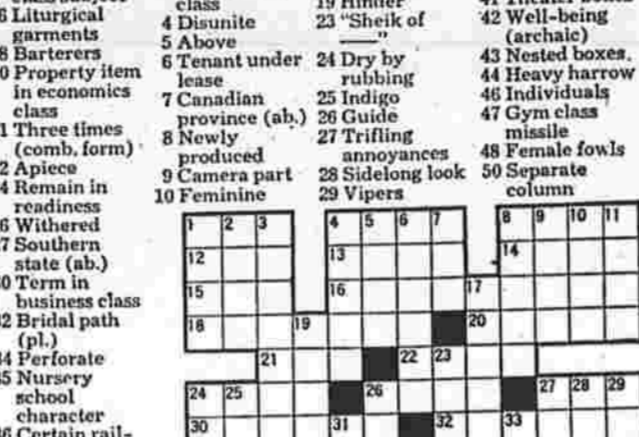 6 Liturgical
garments
8 Barterers
0 Property item
in economics
class
1 Three times
(comb. form)
2 Apiece
4 Remain in
readiness
6 Withered
7 Southern
state (ab.)
0 Term in
business class
2 Bridal path
(pl.)
4 Perforate
5 Nursery
school
character
6 Certain rail-
class
4 Disunite
5 Above
6 Tenant under
lease
7 Canadian
province (ab.)
8 Newly
produced
9 Camera part
10 Feminine
19 Hinder
23 "Sheik of
——"
24 Dry by
rubbing
25 Indigo
26 Guide
27 Trifling
annoyances
28 Sidelong look
29 Vipers
42 Well-being
(archaic)
43 Nested boxes
44 Heavy harrow
46 Individuals
47 Gym class
missile
48 Female fowls
50 Separate
column
1 2 3 4 5 6 7 8 9 10 11
12 13 14
15 16 17
18 19 20
21 22 23
24 25 26 27 28 29
30 31 32 33